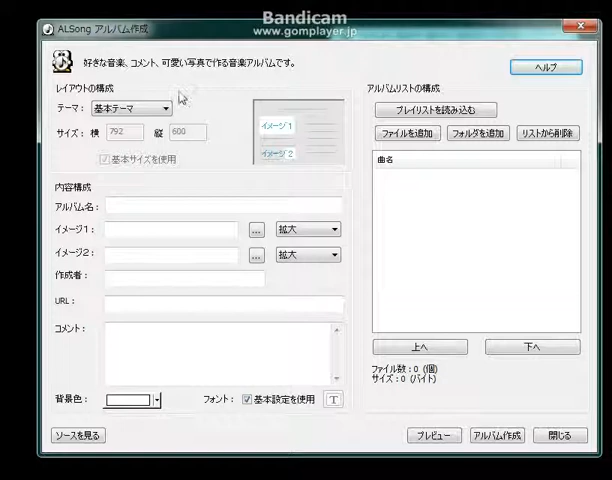 Bandicam
www.gomplayer.jp
ALSong アルバム作成
好きな音楽、コメント、可愛い写真で作る音楽アルバムです。
ヘルプ
レイアウトの構成
テーマ： 基本テーマ
サイズ： 横 792 縦 600
基本サイズを使用
イメージ1
イメージ2
内容構成
アルバム名：
イメージ1： ... 拡大
イメージ2： ... 拡大
作成者：
URL：
コメント：
背景色： フォント： 基本設定を使用 T
ソースを見る
アルバムリストの構成
プレイリストを読み込む
ファイルを追加 フォルダを追加 リストから削除
曲名
上へ 下へ
ファイル数：0 (個)
サイズ：0 (バイト)
プレビュー アルバム作成 閉じる